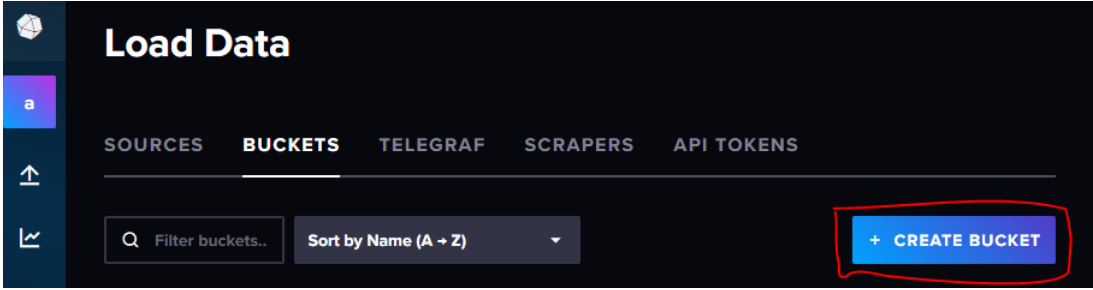 Load Data
a
SOURCES BUCKETS TELEGRAF SCRAPERS API TOKENS
Filter buckets.. Sort by Name (A → Z) + CREATE BUCKET